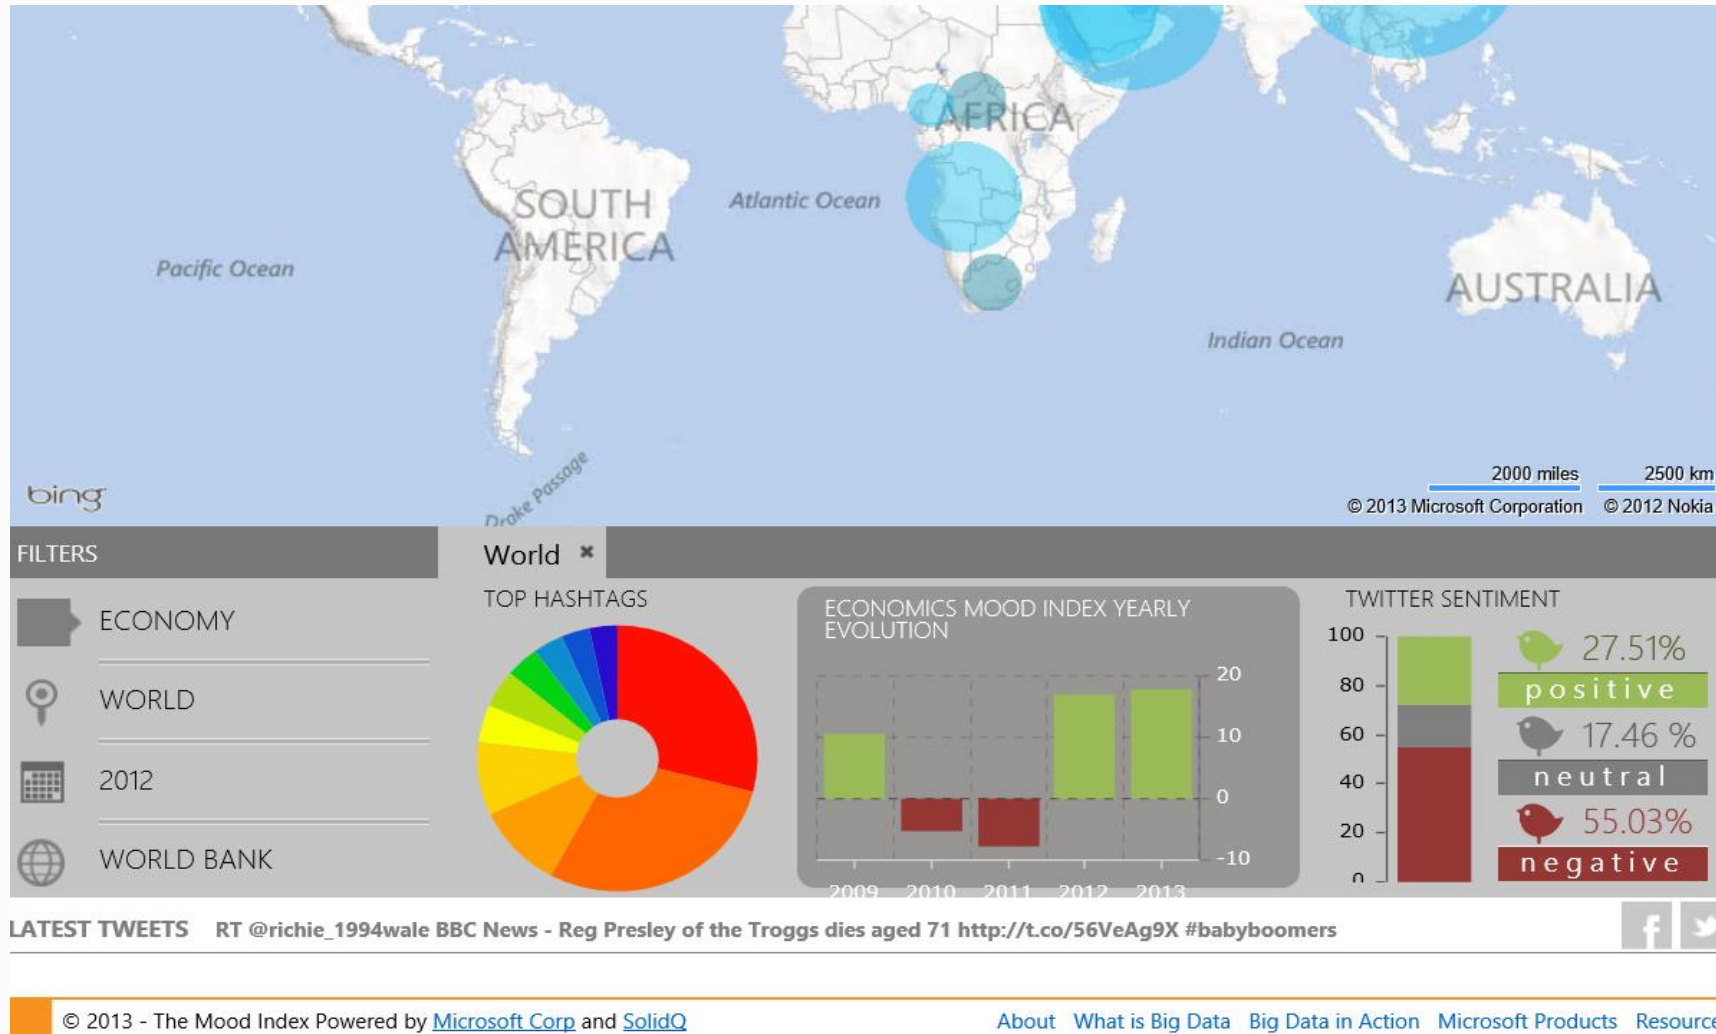 AFRICA
SOUTH
AMERICA
Atlantic Ocean
Pacific Ocean
AUSTRALIA
Indian Ocean
Drake Passage
bing
2000 miles
2500 km
© 2013 Microsoft Corporation
© 2012 Nokia
FILTERS
World ×
ECONOMY
WORLD
2012
WORLD BANK
TOP HASHTAGS
ECONOMICS MOOD INDEX YEARLY
EVOLUTION
20
10
0
-10
2009 2010 2011 2012 2013
TWITTER SENTIMENT
100
80
60
40
20
0
27.51%
positive
17.46 %
neutral
55.03%
negative
LATEST TWEETS RT @richie_1994wale BBC News - Reg Presley of the Troggs dies aged 71 http://t.co/56VeAg9X #babyboomers
© 2013 - The Mood Index Powered by Microsoft Corp and SolidQ
About What is Big Data Big Data in Action Microsoft Products Resource